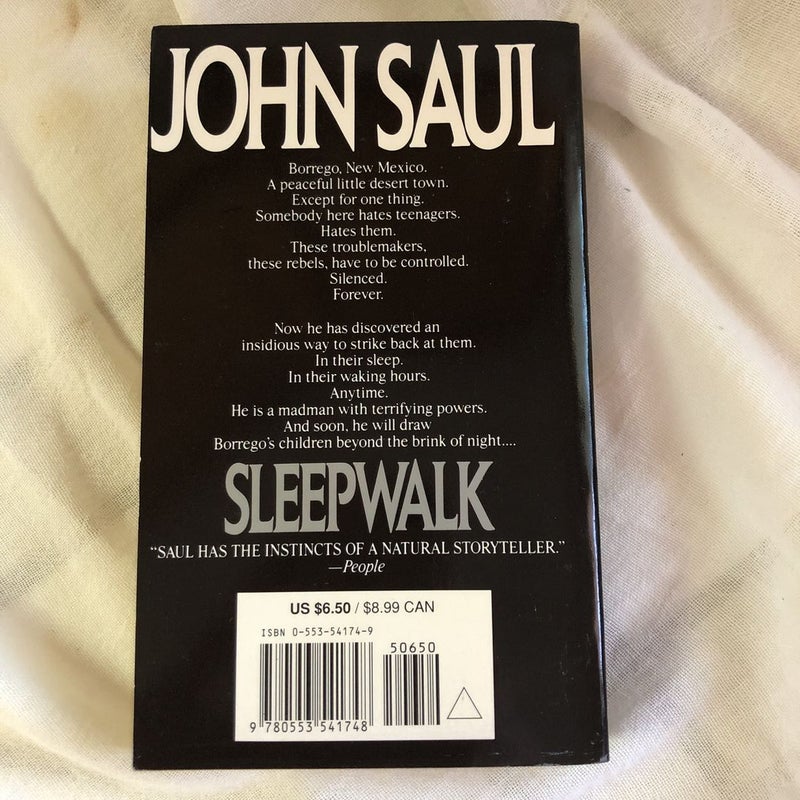 JOHN SAUL
Borrego, New Mexico.
A peaceful little desert town.
Except for one thing.
Somebody here hates teenagers.
Hates them.
These troublemakers,
these rebels, have to be controlled.
Silenced.
Forever.
Now he has discovered an
insidious way to strike back at them.
In their sleep.
In their waking hours.
Anytime.
He is a madman with terrifying powers.
And soon, he will draw
Borrego's children beyond the brink of night....
SLEEPWALK
"SAUL HAS THE INSTINCTS OF A NATURAL STORYTELLER."
—People
US $6.50 / $8.99 CAN
ISBN 0-553-54174-9
50650
9 780553 541748